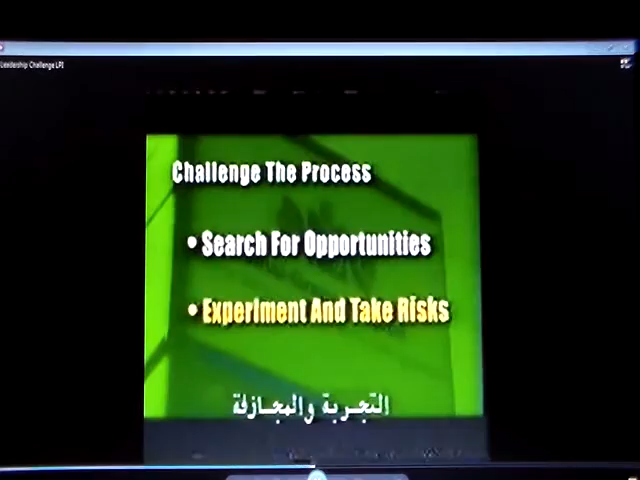 Leadership Challenge LPI
Challenge The Process
• Search For Opportunities
• Experiment And Take Risks
التجربة والمجازفة